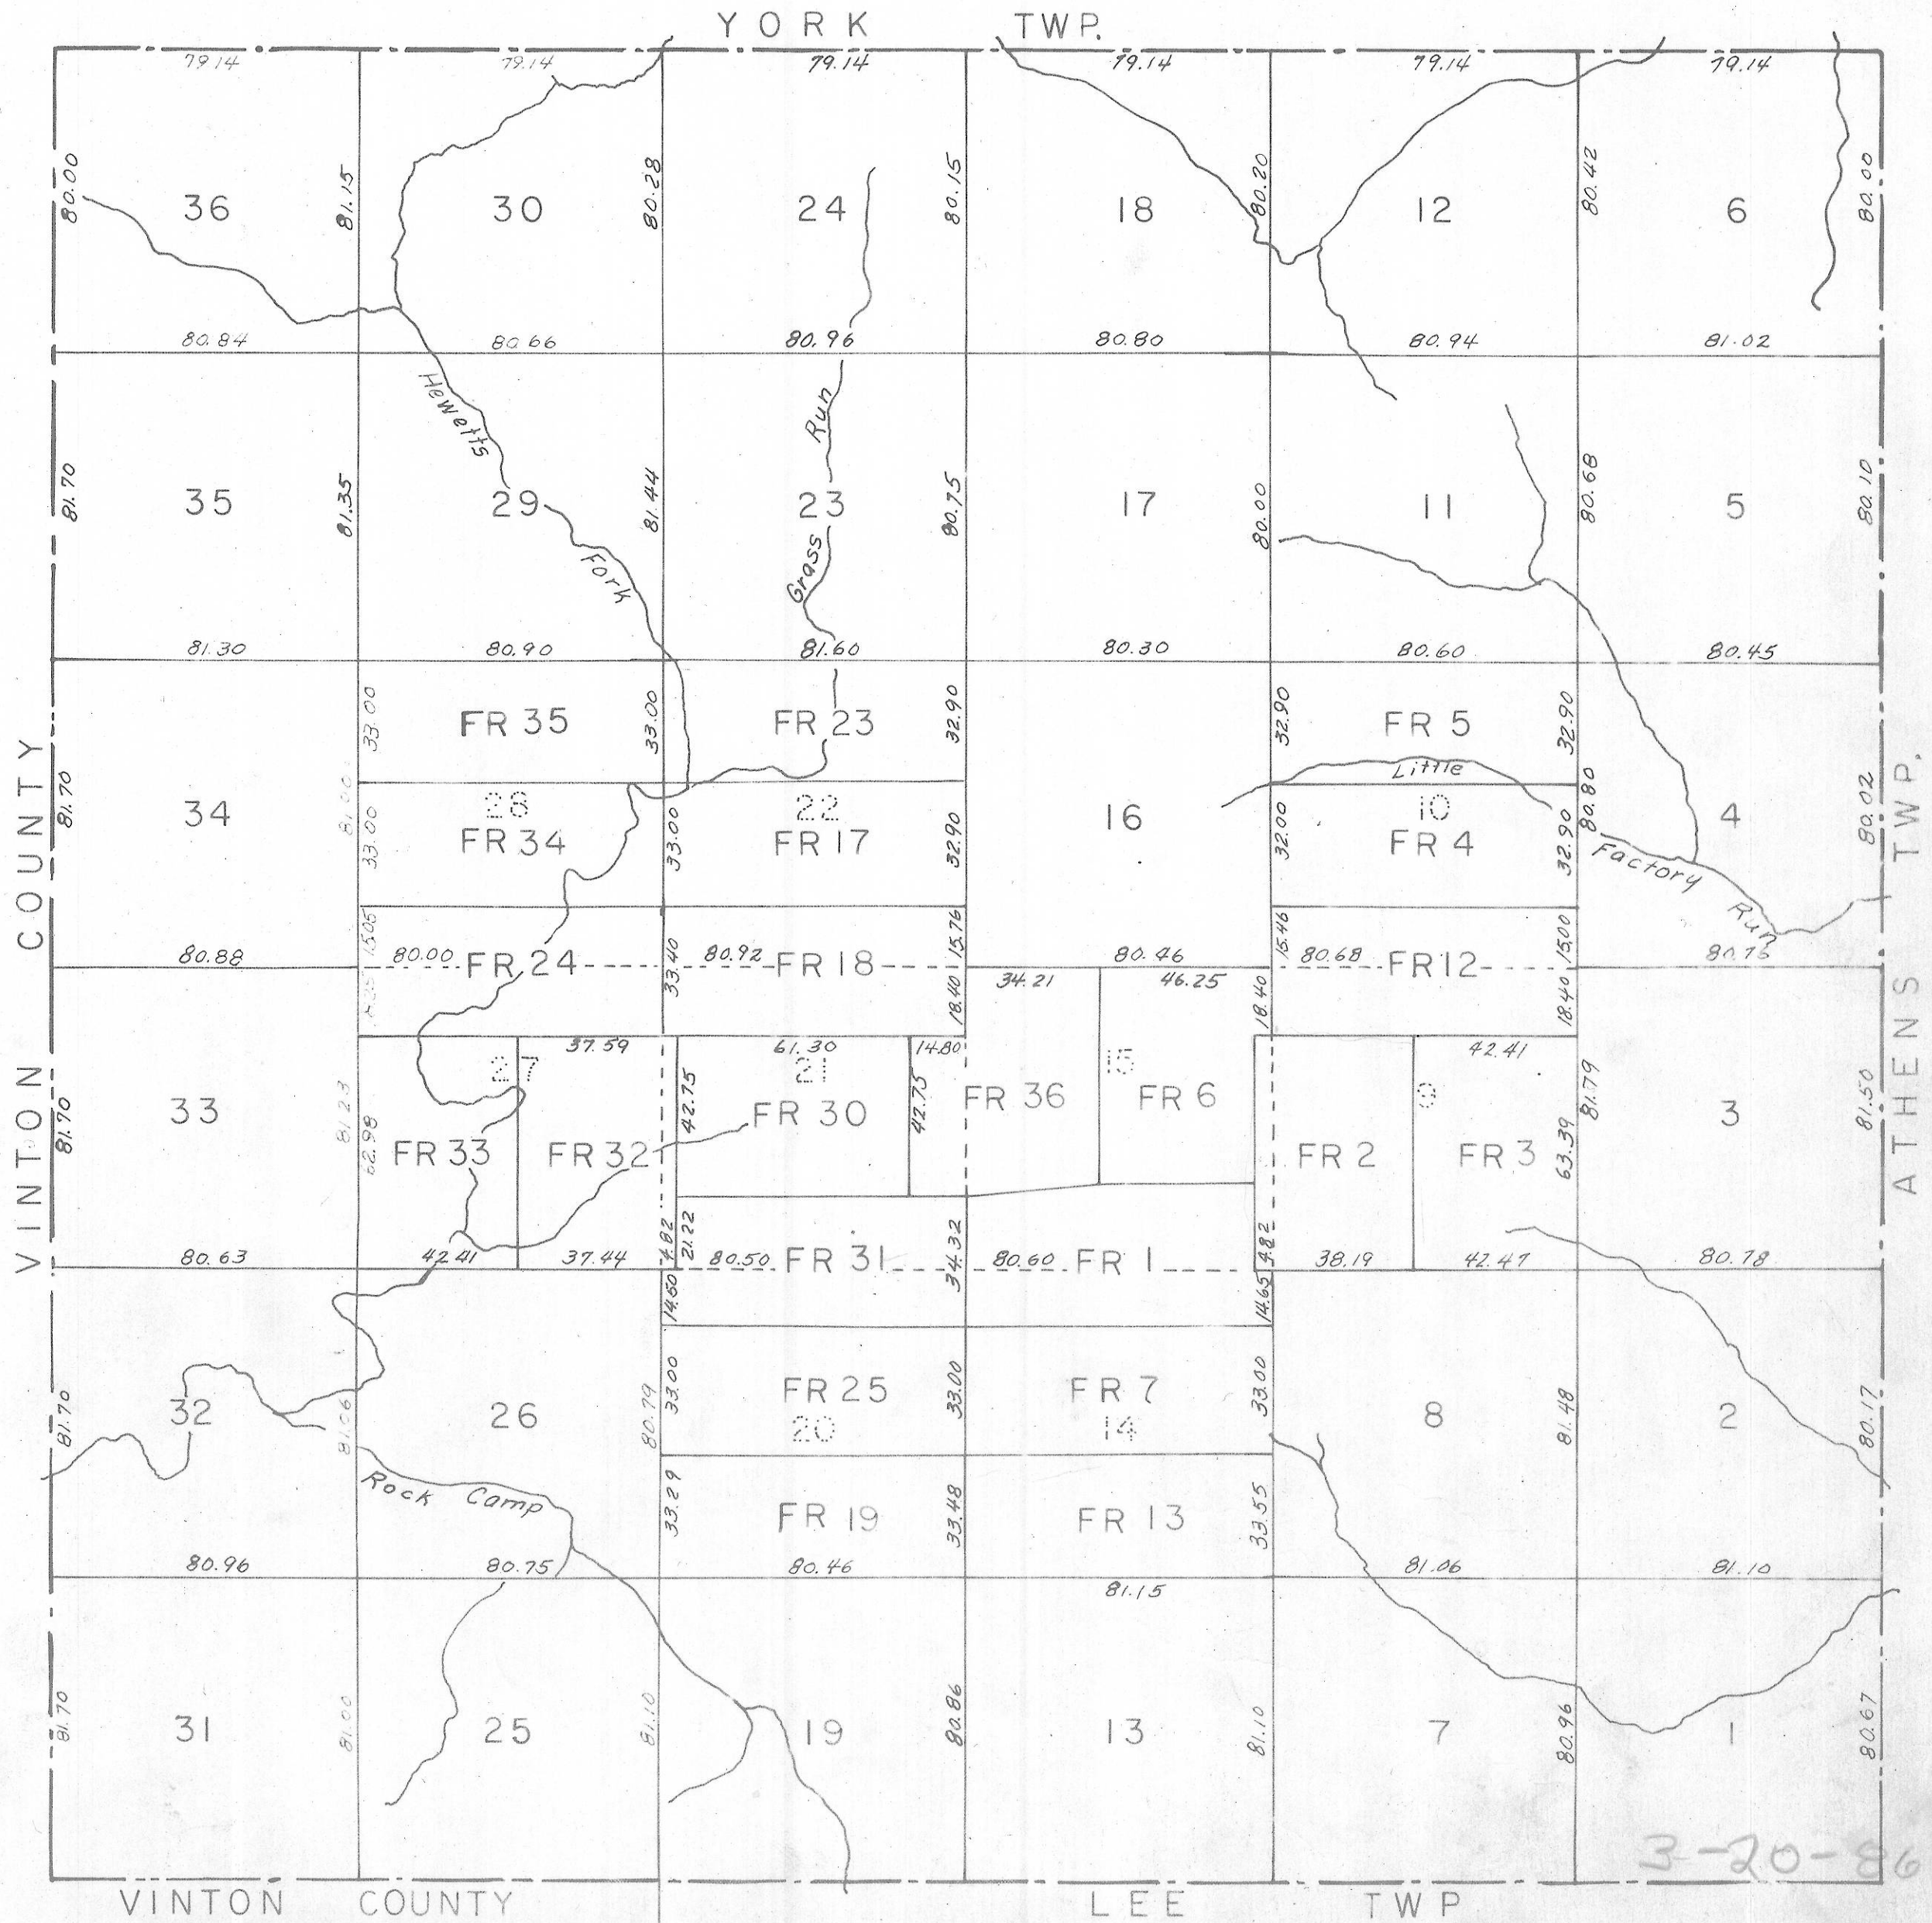 YORK TWP.
79.14 79.14 79.14 79.14 79.14 79.14
80.00 81.15 80.28 80.15 80.20 80.42 80.00
36 30 24 18 12 6
80.84 80.66 80.96 80.80 80.94 81.02
Hewetts Run
81.70 81.35 81.44 80.75 80.00 80.68 80.10
35 29 23 17 11 5
Fork Grass
81.30 80.90 81.60 80.30 80.60 80.45
33.00 33.00 32.90 32.90 32.90
FR 35 FR 23 FR 5
Little
81.70 81.00 80.80 80.02
28 22 10
34 16 4
33.00 FR 34 33.00 FR 17 32.90 32.00 FR 4 32.90
Factory
Run
15.05 15.76 15.46 15.00
80.88 80.00 FR 24 33.40 80.92 FR 18 80.46 80.68 FR 12 80.75
18.40 34.21 46.25 18.40 18.40
37.59 61.30 14.80 42.41
27 21 15 9
81.70 81.23 42.75 42.75 81.79 81.50
33 FR 30 FR 36 FR 6 3
62.98 FR 33 FR 32 FR 2 FR 3 63.39
4.82 21.22 34.32 4.82
80.63 42.41 37.44 80.50 FR 31 80.60 FR 1 38.19 42.47 80.78
14.50 14.65
33.00 FR 25 33.00 FR 7 33.00
81.70 81.06 80.79 81.48 80.17
32 26 20 14 8 2
Rock Camp
33.29 FR 19 33.48 FR 13 33.55
80.96 80.75 80.46 81.06 81.10
81.15
81.70 81.00 81.10 80.86 81.10 80.96 80.67
31 25 19 13 7 1
VINTON COUNTY
ATHENS TWP.
3-20-86
VINTON COUNTY LEE TWP